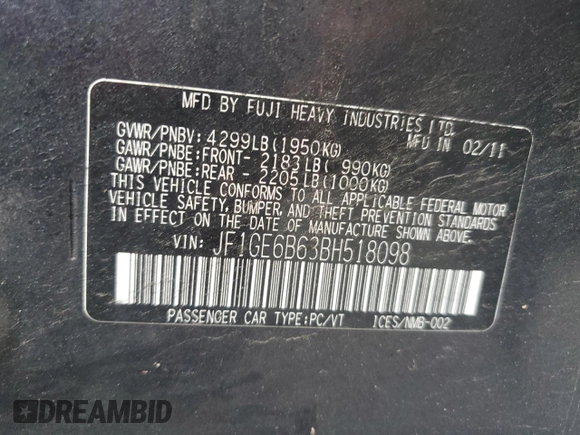 MFD BY FUJI HEAVY INDUSTRIES LTD.
GVWR/PNBV: 4299LB(1950KG) MFD IN 02/11
GAWR/PNBE:FRONT- 2183LB( 990KG)
GAWR/PNBE:REAR - 2205LB(1000KG)
THIS VEHICLE CONFORMS TO ALL APPLICABLE FEDERAL MOTOR
VEHICLE SAFETY, BUMPER, AND THEFT PREVENTION STANDARDS
IN EFFECT ON THE DATE OF MANUFACTURE SHOWN ABOVE.
VIN: JF1GE6B63BH518098
PASSENGER CAR TYPE:PC/VT ICES/NMB-002
DREAMBID